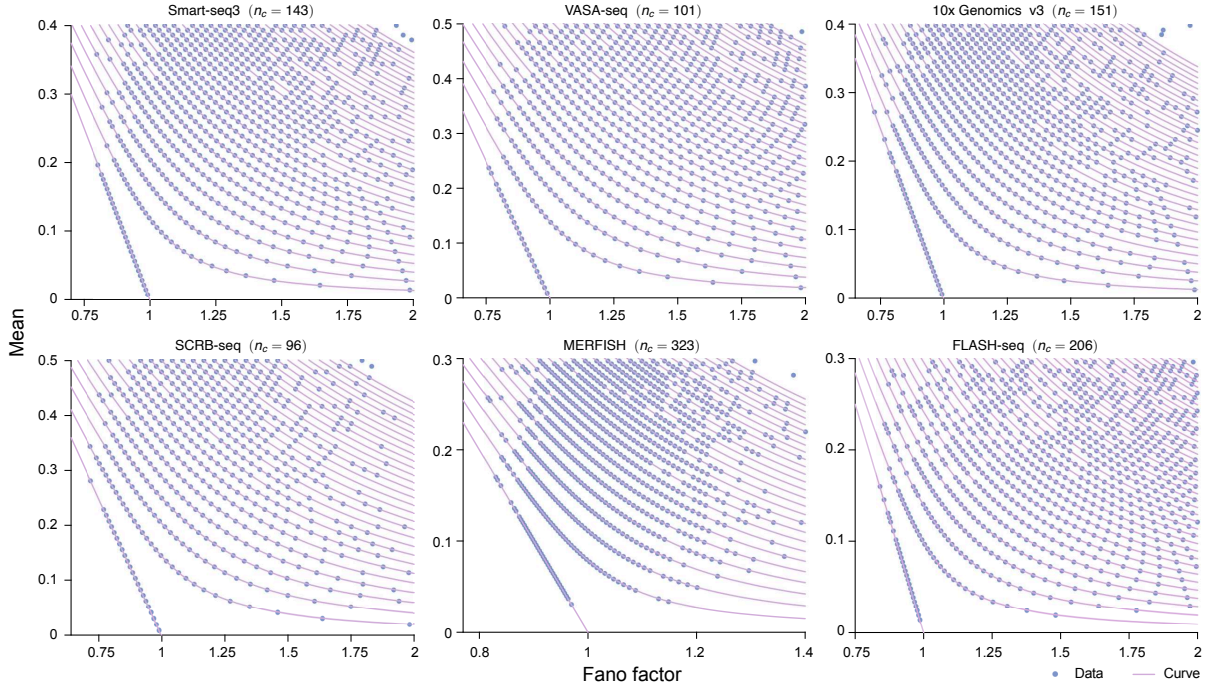 Smart-seq3 (n_c = 143)
VASA-seq (n_c = 101)
10x Genomics v3 (n_c = 151)
0.4
0.3
0.2
0.1
0
0.75 1 1.25 1.5 1.75 2
0.5
0.4
0.3
0.2
0.1
0
0.75 1 1.25 1.5 1.75 2
0.4
0.3
0.2
0.1
0
0.75 1 1.25 1.5 1.75 2
Mean
SCRB-seq (n_c = 96)
MERFISH (n_c = 323)
FLASH-seq (n_c = 206)
0.5
0.4
0.3
0.2
0.1
0
0.75 1 1.25 1.5 1.75 2
0.3
0.2
0.1
0
0.8 1 1.2 1.4
0.3
0.2
0.1
0
0.75 1 1.25 1.5 1.75 2
Fano factor
Data Curve